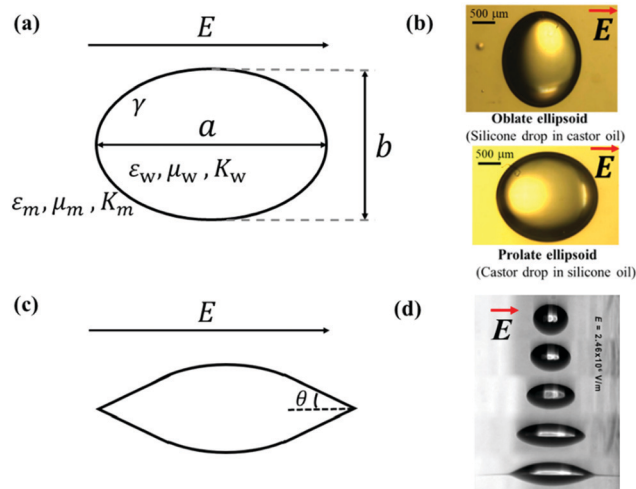 (a)
E
γ
a
b
ε_w, μ_w , K_w
ε_m, μ_m , K_m
(b)
500 μm
E
Oblate ellipsoid
(Silicone drop in castor oil)
500 μm
E
Prolate ellipsoid
(Castor drop in silicone oil)
(c)
E
θ
(d)
E
E = 2.46x10⁶ V/m